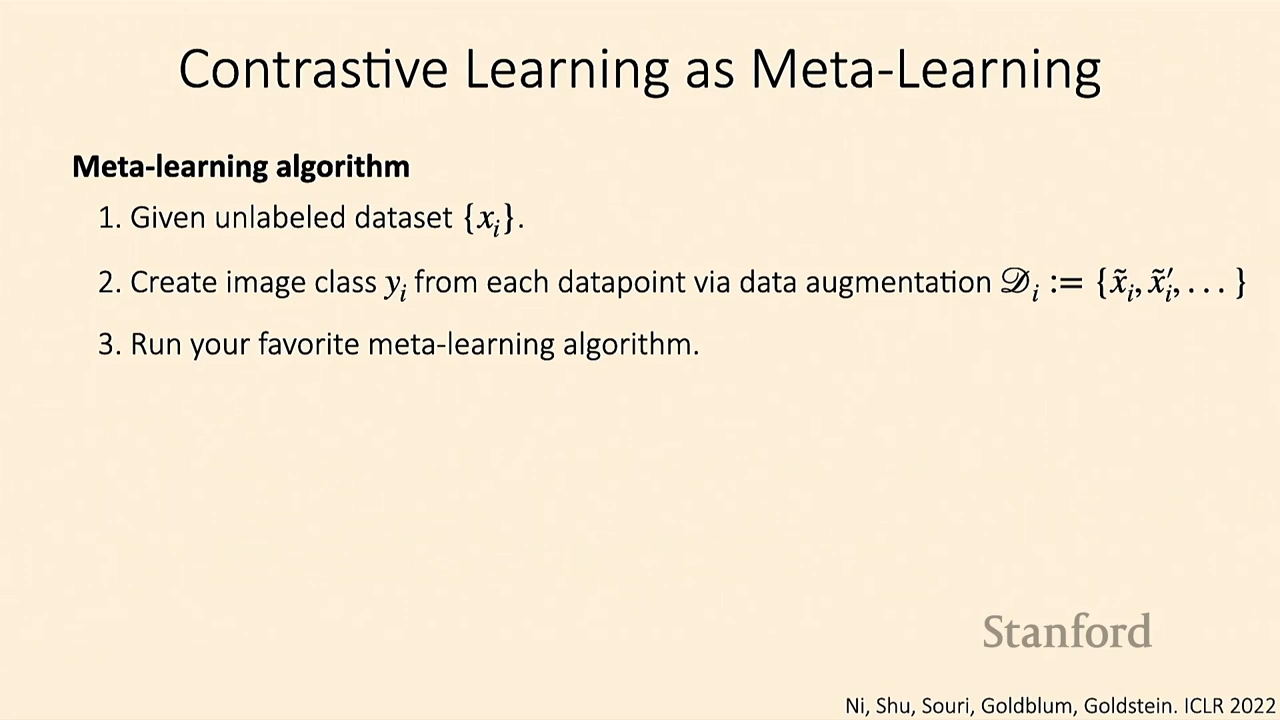 Contrastive Learning as Meta-Learning
Meta-learning algorithm
1. Given unlabeled dataset {xᵢ}.
2. Create image class yᵢ from each datapoint via data augmentation 𝒟ᵢ := {x̃ᵢ, x̃ᵢ′, . . . }
3. Run your favorite meta-learning algorithm.
Stanford
Ni, Shu, Souri, Goldblum, Goldstein. ICLR 2022